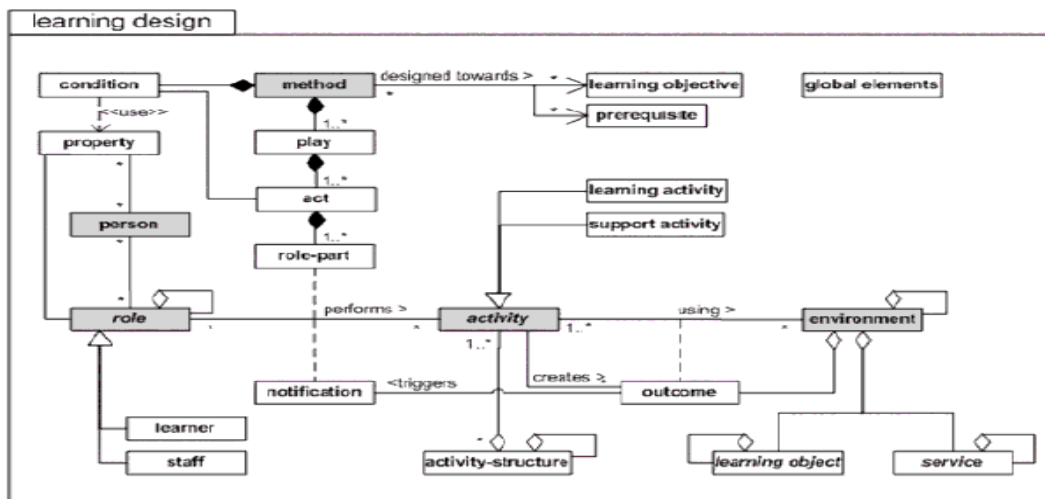 learning design
condition
method
designed towards >
*
*
learning objective
global elements
<<use>>
*
prerequisite
property
1..*
play
*
1..*
act
learning activity
person
support activity
*
1..*
role-part
*
role
performs >
*
*
activity
1..*
using >
*
environment
1..*
notification
<triggers
creates >
*
outcome
learner
*
staff
activity-structure
learning object
service